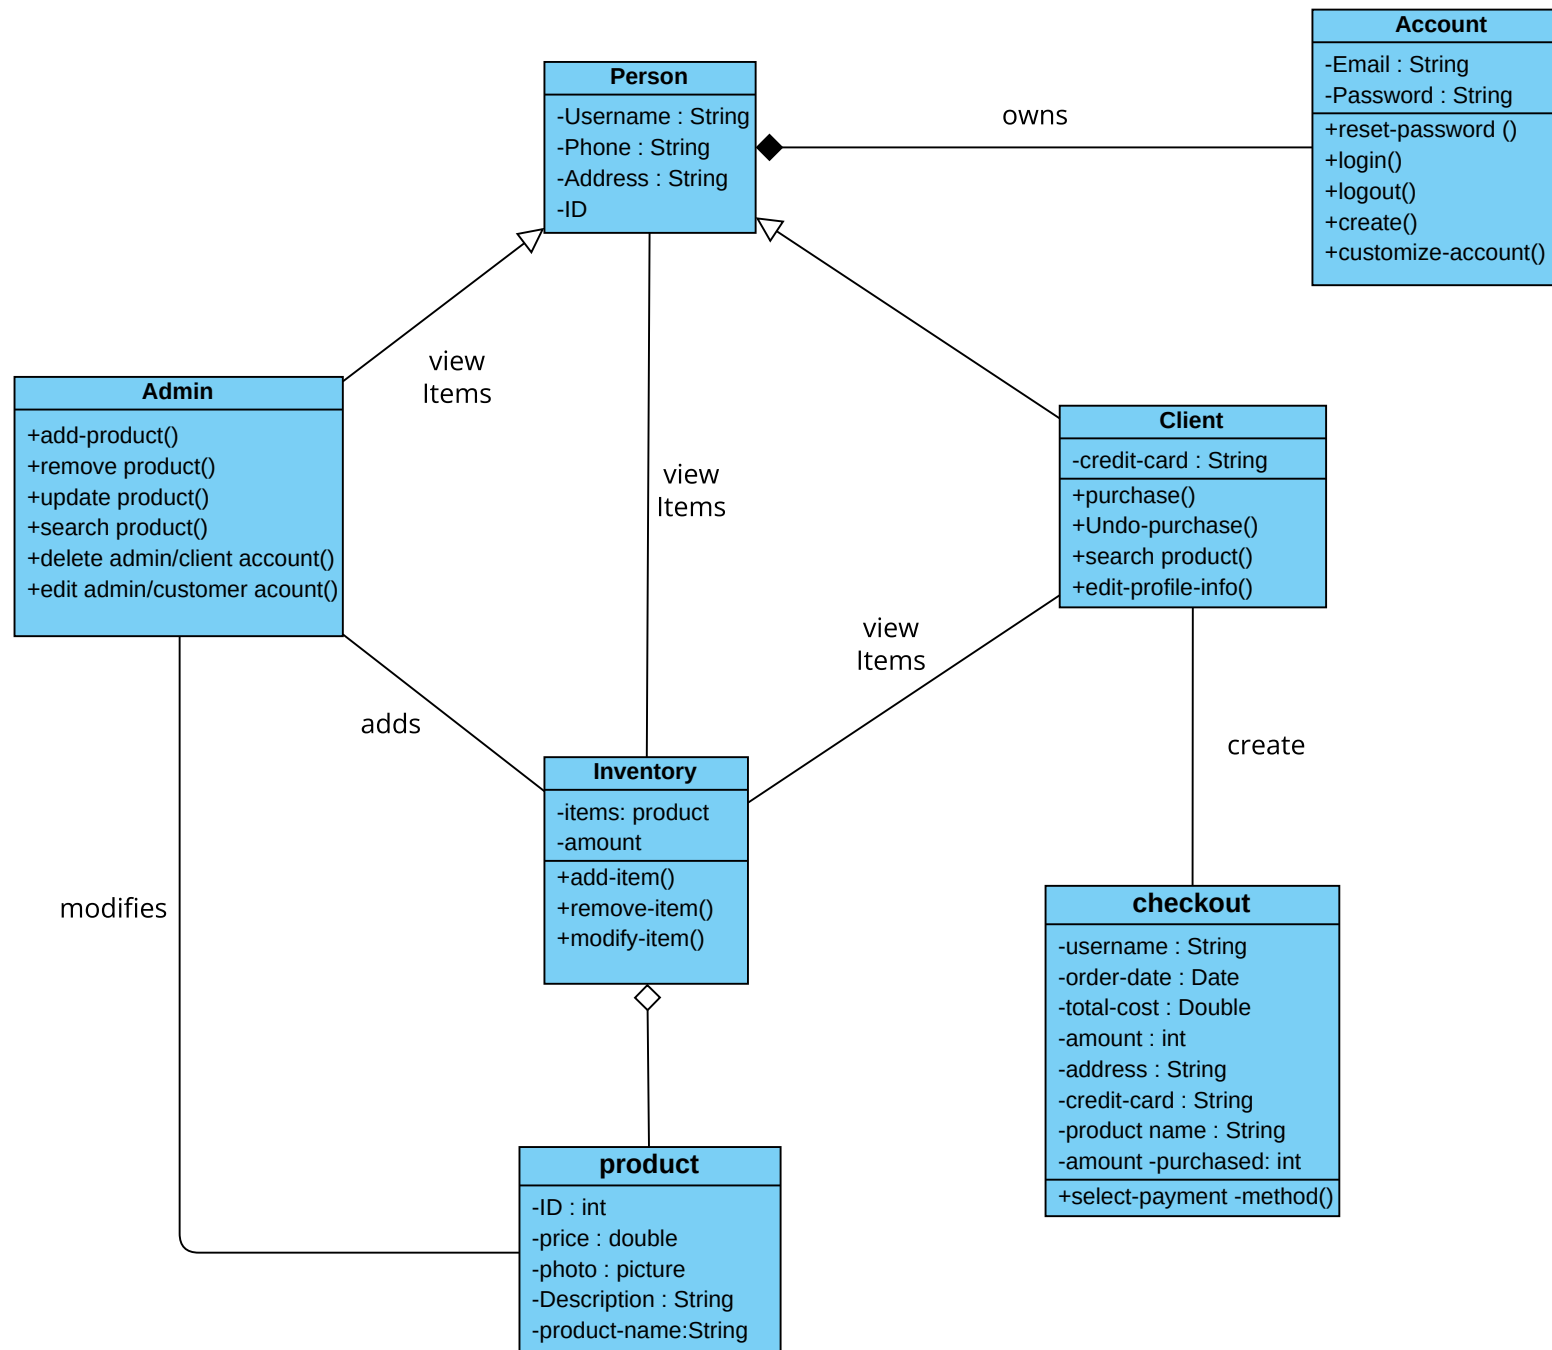 Account
-Email : String
-Password : String
+reset-password ()
+login()
+logout()
+create()
+customize-account()
Person
-Username : String
-Phone : String
-Address : String
-ID
owns
view
Items
view
Items
Admin
+add-product()
+remove product()
+update product()
+search product()
+delete admin/client account()
+edit admin/customer acount()
Client
-credit-card : String
+purchase()
+Undo-purchase()
+search product()
+edit-profile-info()
view
Items
adds
create
modifies
Inventory
-items: product
-amount
+add-item()
+remove-item()
+modify-item()
checkout
-username : String
-order-date : Date
-total-cost : Double
-amount : int
-address : String
-credit-card : String
-product name : String
-amount -purchased: int
+select-payment -method()
product
-ID : int
-price : double
-photo : picture
-Description : String
-product-name:String